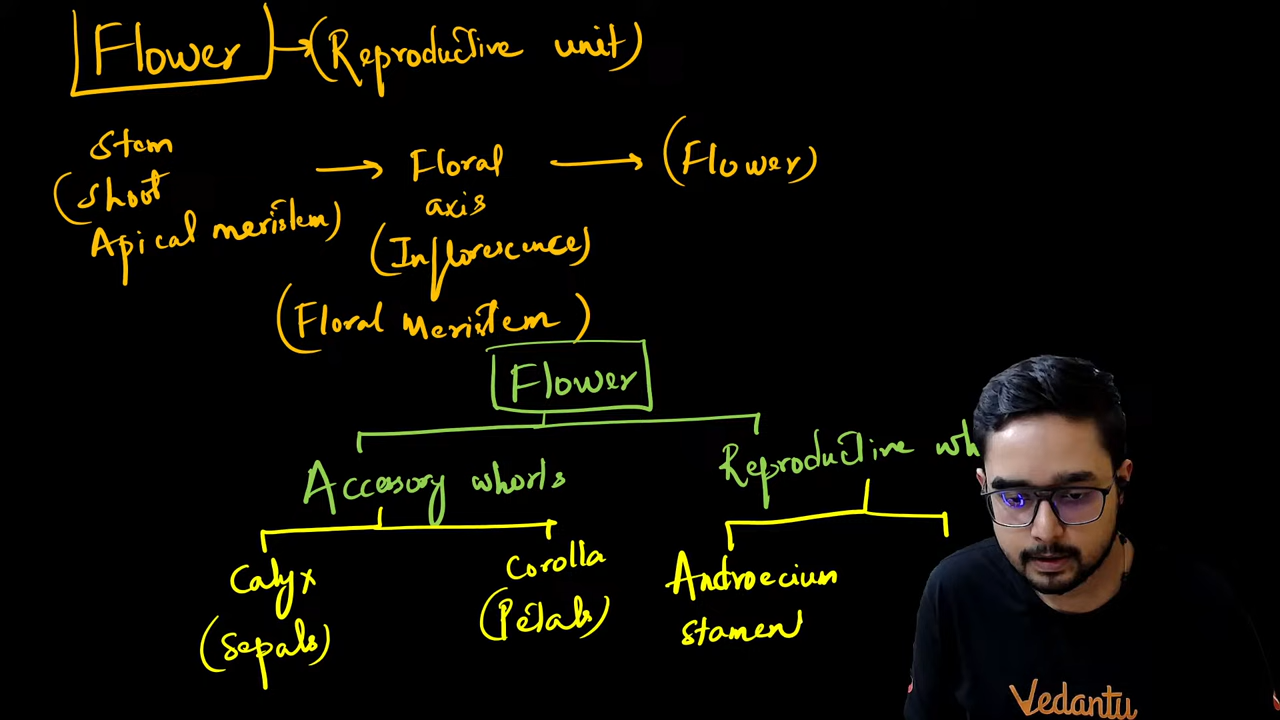 Flower → (Reproductive unit)
Stem
(Shoot
Apical meristem)
→ Floral
axis
(Inflorescence)
→ (Flower)
(Floral Meristem)
Flower
Accessory whorls
Reproductive wh
Calyx
(Sepals)
Corolla
(Petals)
Androecium
stamen
Vedantu